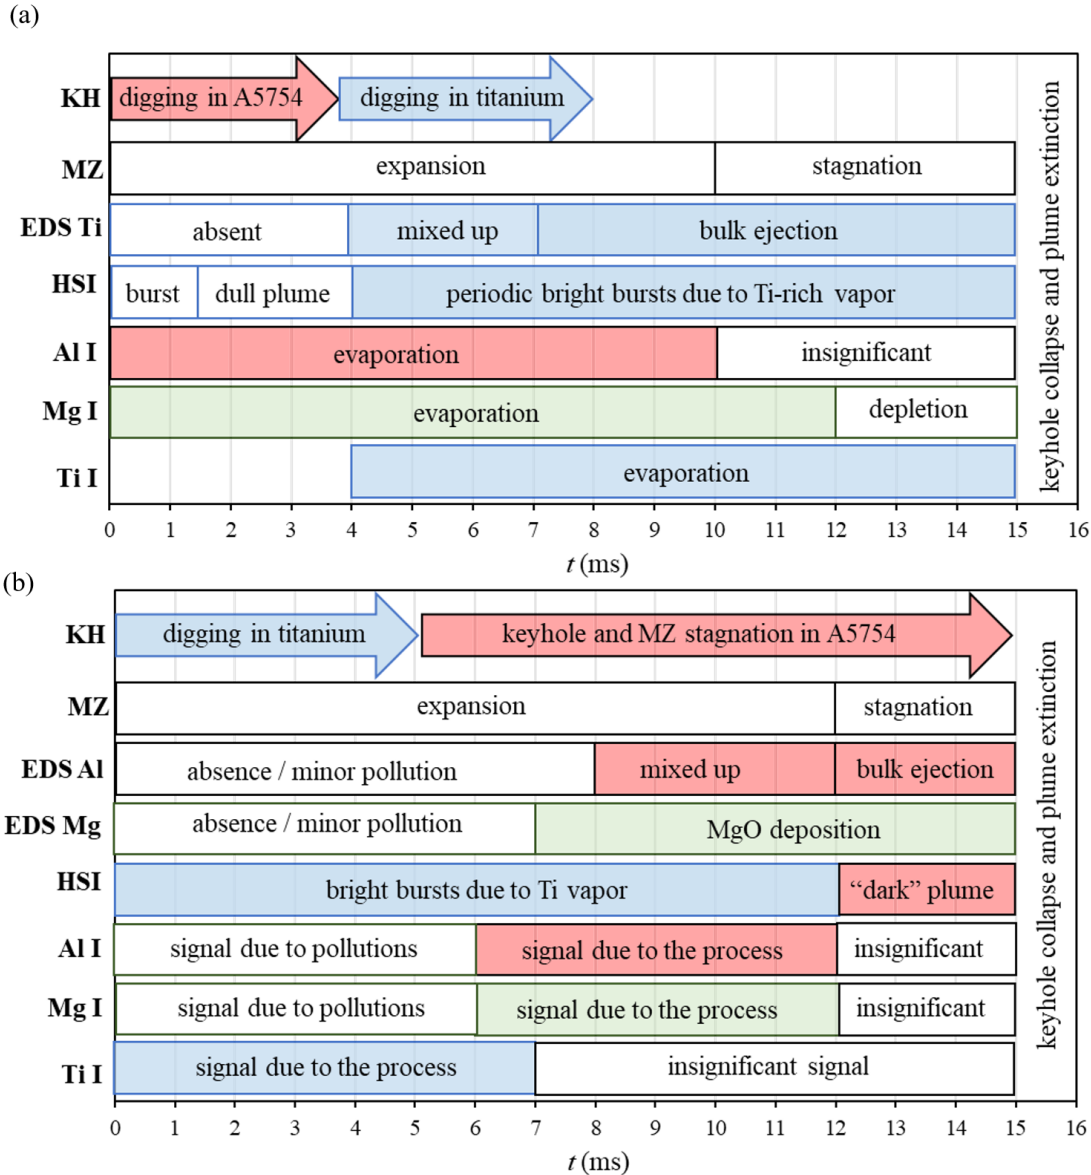 (a)
KH digging in A5754 digging in titanium
MZ expansion stagnation
EDS Ti absent mixed up bulk ejection
HSI burst dull plume periodic bright bursts due to Ti-rich vapor
Al I evaporation insignificant
Mg I evaporation depletion
Ti I evaporation
keyhole collapse and plume extinction
0 1 2 3 4 5 6 7 8 9 10 11 12 13 14 15 16
t (ms)
(b)
KH digging in titanium keyhole and MZ stagnation in A5754
MZ expansion stagnation
EDS Al absence / minor pollution mixed up bulk ejection
EDS Mg absence / minor pollution MgO deposition
HSI bright bursts due to Ti vapor “dark” plume
Al I signal due to pollutions signal due to the process insignificant
Mg I signal due to pollutions signal due to the process insignificant
Ti I signal due to the process insignificant signal
keyhole collapse and plume extinction
0 1 2 3 4 5 6 7 8 9 10 11 12 13 14 15 16
t (ms)